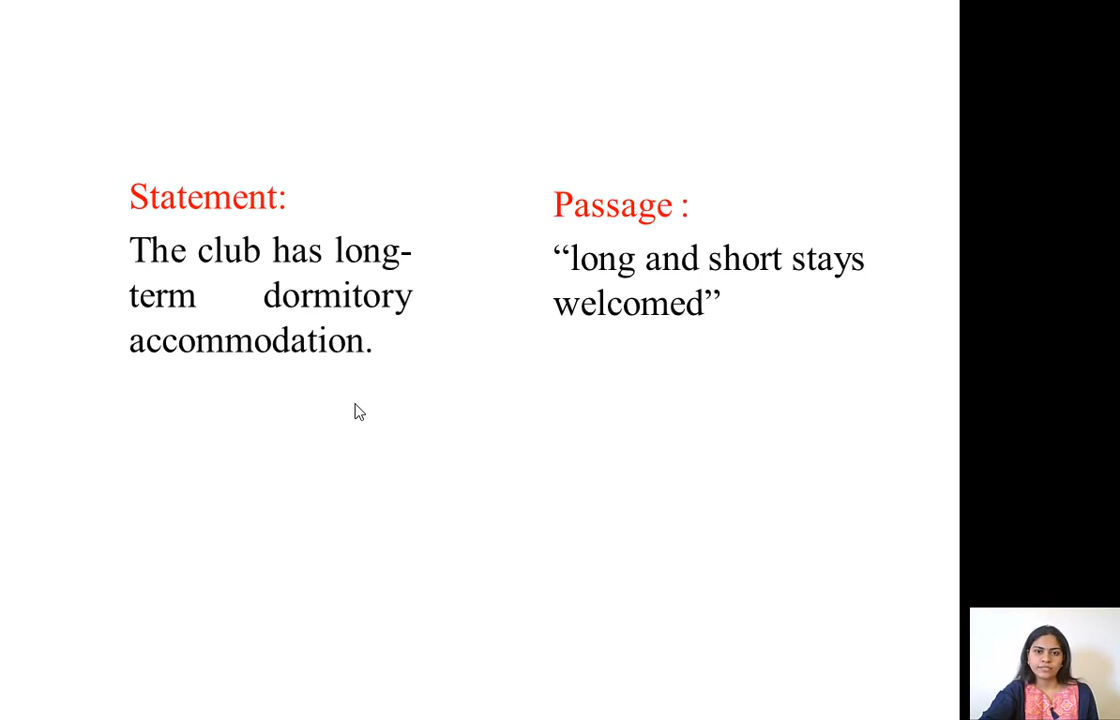 Statement:
The club has long-
term dormitory
accommodation.
Passage :
“long and short stays
welcomed”